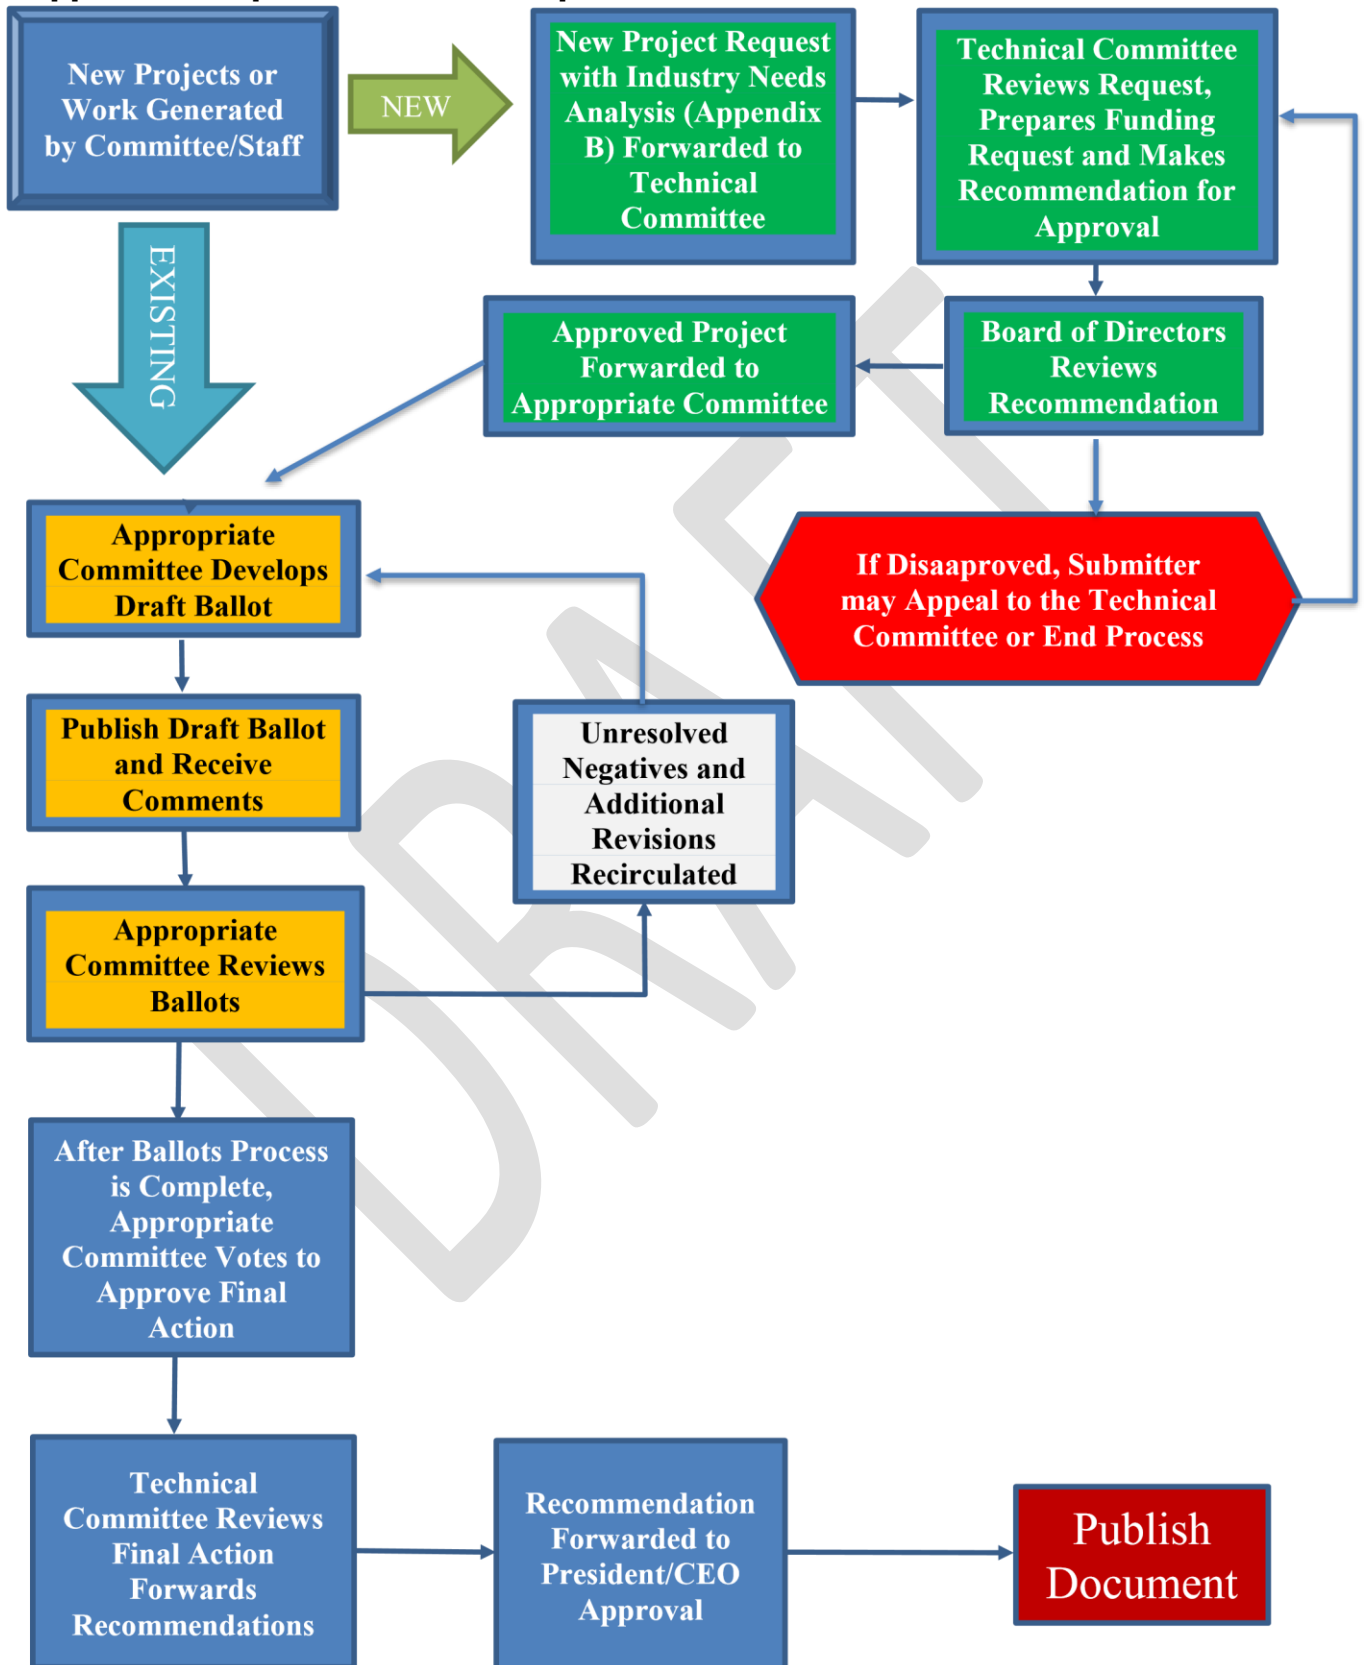 New Projects or
Work Generated
by Committee/Staff
NEW
New Project Request
with Industry Needs
Analysis (Appendix
B) Forwarded to
Technical
Committee
Technical Committee
Reviews Request,
Prepares Funding
Request and Makes
Recommendation for
Approval
EXISTING
Approved Project
Forwarded to
Appropriate Committee
Board of Directors
Reviews
Recommendation
If Disaaproved, Submitter
may Appeal to the Technical
Committee or End Process
Appropriate
Committee Develops
Draft Ballot
Publish Draft Ballot
and Receive
Comments
Unresolved
Negatives and
Additional
Revisions
Recirculated
Appropriate
Committee Reviews
Ballots
After Ballots Process
is Complete,
Appropriate
Committee Votes to
Approve Final
Action
Technical
Committee Reviews
Final Action
Forwards
Recommendations
Recommendation
Forwarded to
President/CEO
Approval
Publish
Document
DRAFT